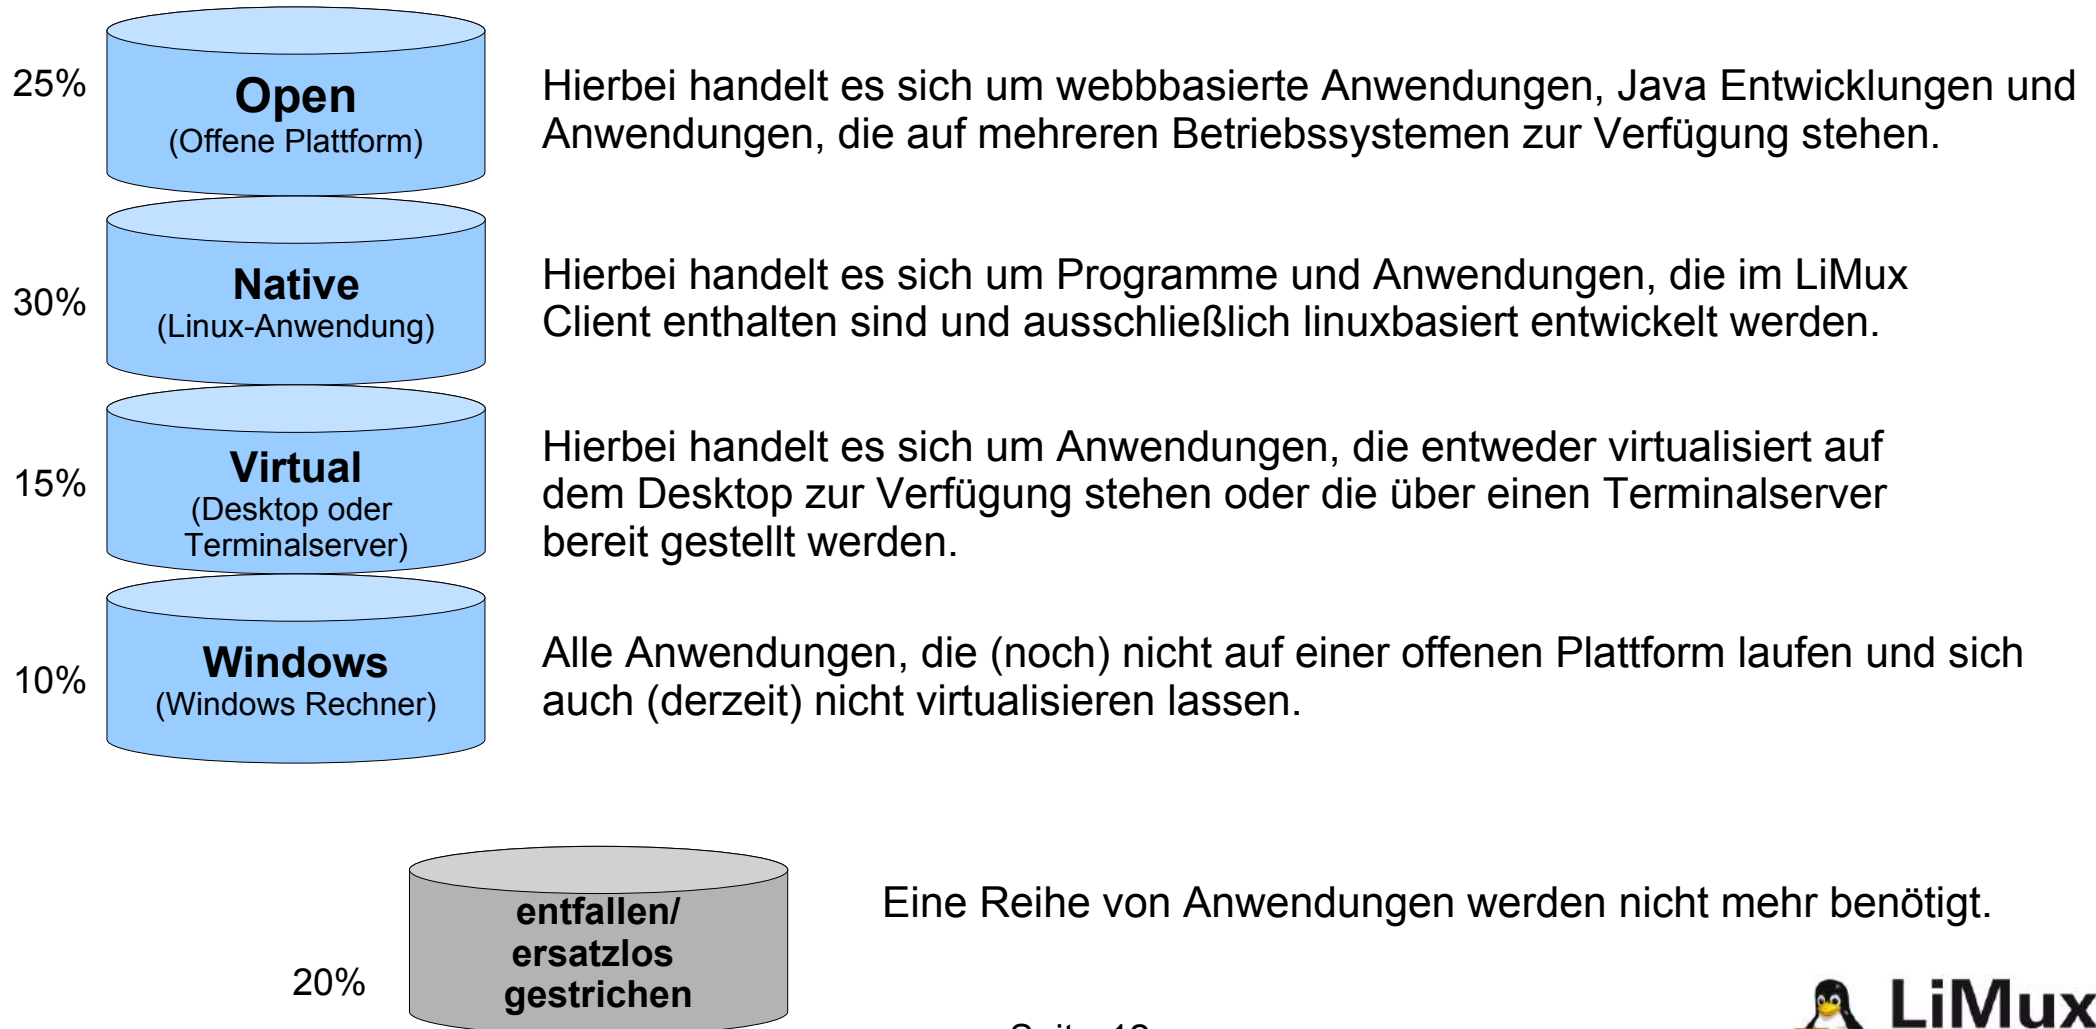 25%
Open
(Offene Plattform)
Hierbei handelt es sich um webbbasierte Anwendungen, Java Entwicklungen und
Anwendungen, die auf mehreren Betriebssystemen zur Verfügung stehen.
30%
Native
(Linux-Anwendung)
Hierbei handelt es sich um Programme und Anwendungen, die im LiMux
Client enthalten sind und ausschließlich linuxbasiert entwickelt werden.
15%
Virtual
(Desktop oder
Terminalserver)
Hierbei handelt es sich um Anwendungen, die entweder virtualisiert auf
dem Desktop zur Verfügung stehen oder die über einen Terminalserver
bereit gestellt werden.
10%
Windows
(Windows Rechner)
Alle Anwendungen, die (noch) nicht auf einer offenen Plattform laufen und sich
auch (derzeit) nicht virtualisieren lassen.
20%
entfallen/
ersatzlos
gestrichen
Eine Reihe von Anwendungen werden nicht mehr benötigt.
LiMux